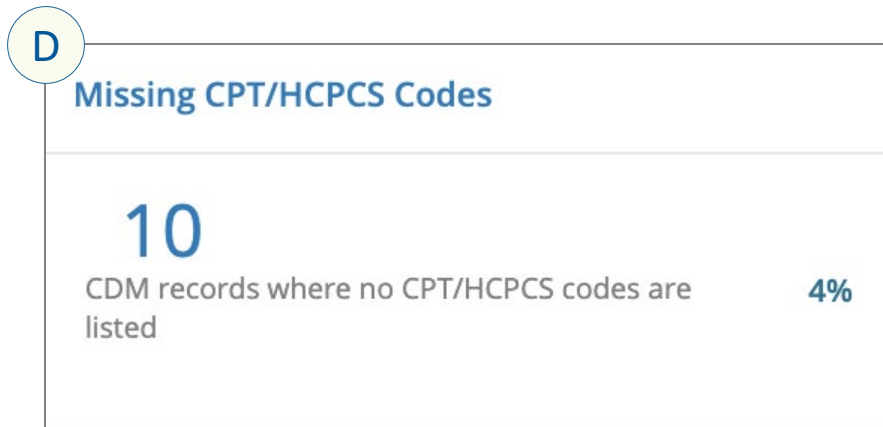 D
Missing CPT/HCPCS Codes
10
CDM records where no CPT/HCPCS codes are
listed
4%